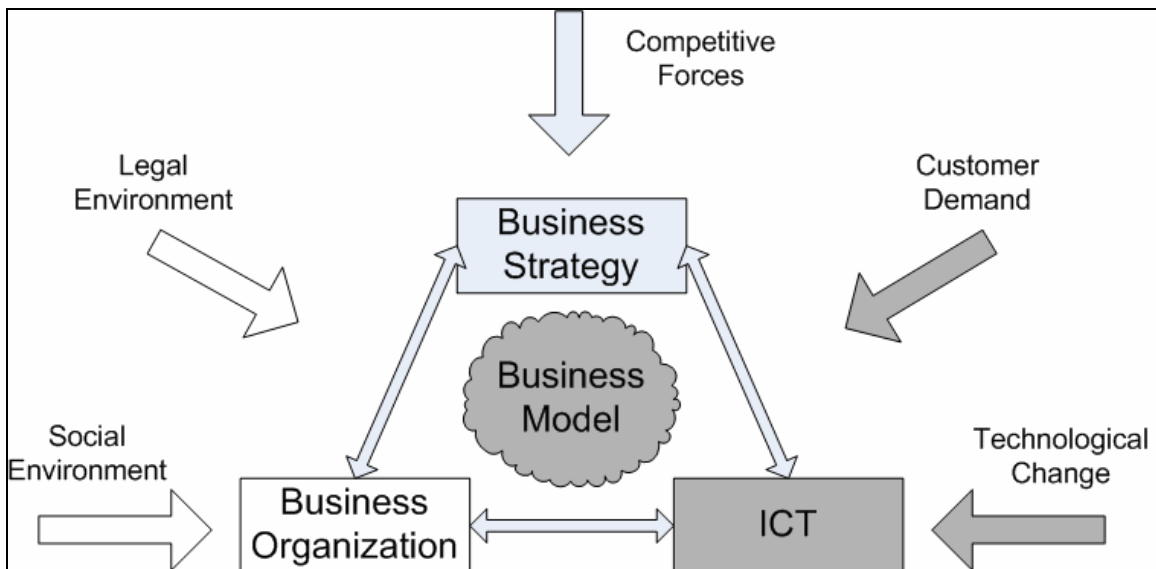 Competitive
Forces
Legal
Environment
Customer
Demand
Business
Strategy
Business
Model
Social
Environment
Technological
Change
Business
Organization
ICT